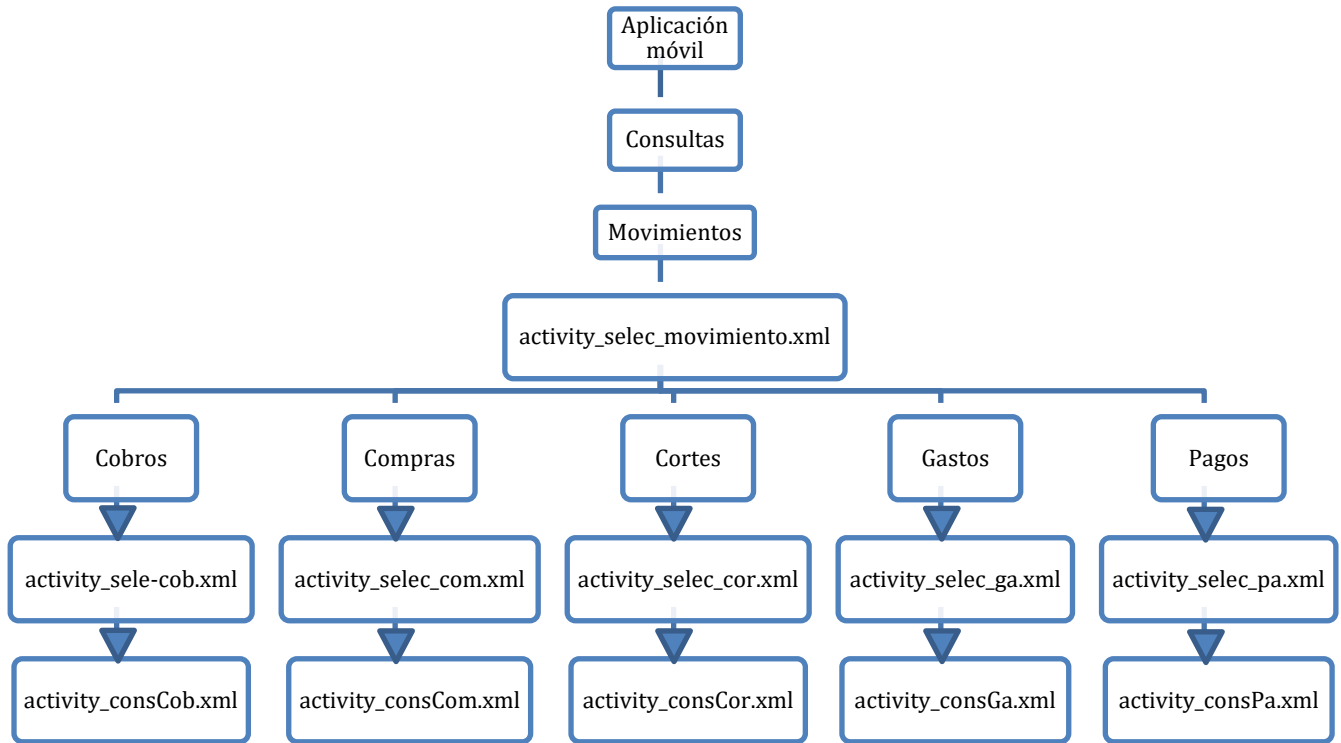 Aplicación
móvil
Consultas
Movimientos
activity_selec_movimiento.xml
Cobros
Compras
Cortes
Gastos
Pagos
activity_sele-cob.xml
activity_selec_com.xml
activity_selec_cor.xml
activity_selec_ga.xml
activity_selec_pa.xml
activity_consCob.xml
activity_consCom.xml
activity_consCor.xml
activity_consGa.xml
activity_consPa.xml